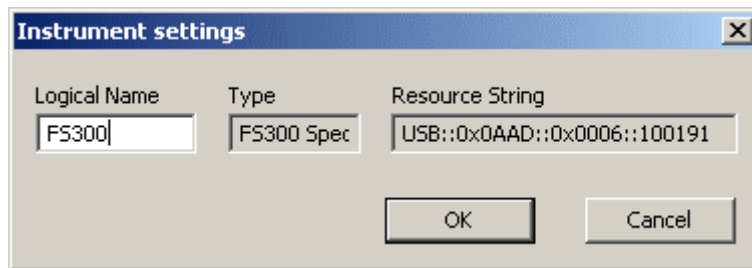 Instrument settings
Logical Name Type Resource String
FS300 FS300 Spec USB::0x0AAD::0x0006::100191
OK Cancel